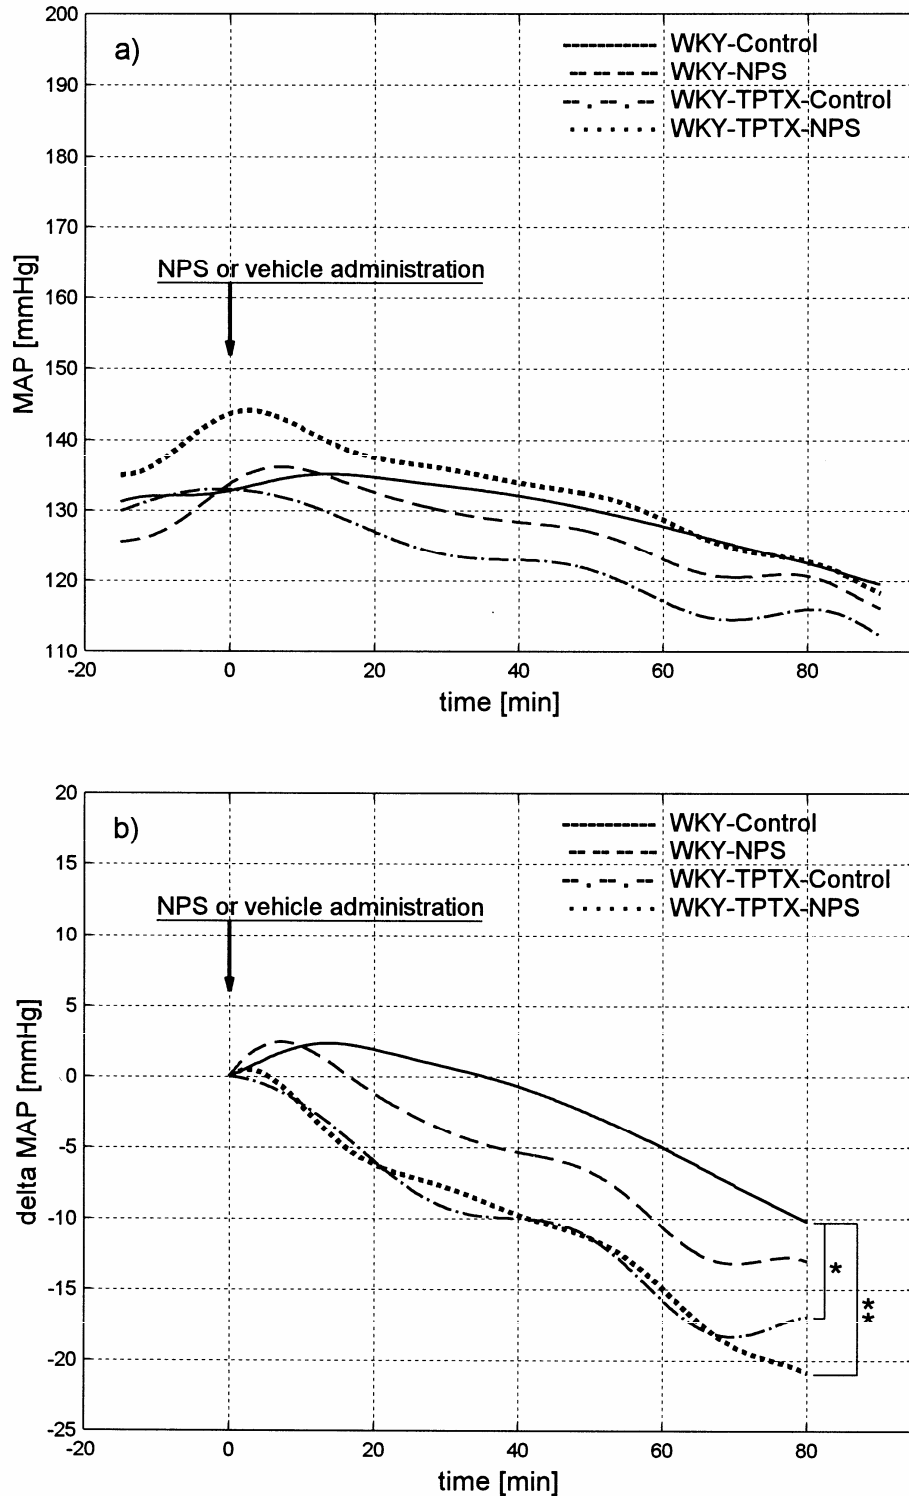 a)
WKY-Control
WKY-NPS
WKY-TPTX-Control
WKY-TPTX-NPS
NPS or vehicle administration
MAP [mmHg]
200
190
180
170
160
150
140
130
120
110
-20
0
20
40
60
80
time [min]
b)
WKY-Control
WKY-NPS
WKY-TPTX-Control
WKY-TPTX-NPS
NPS or vehicle administration
delta MAP [mmHg]
20
15
10
5
0
-5
-10
-15
-20
-25
*
*
*
-20
0
20
40
60
80
time [min]